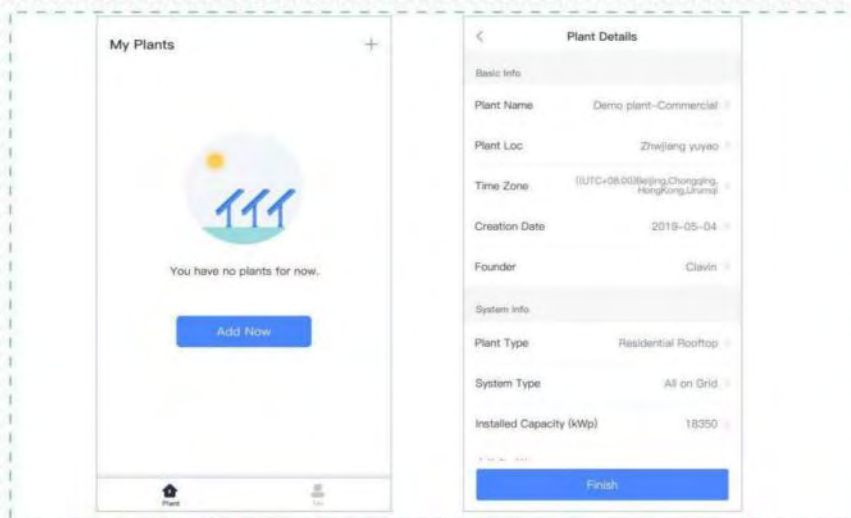 My Plants
+
You have no plants for now.
Add Now
Plant
Plant Details
Basic Info
Plant Name
Demo plant-Commercial
Plant Loc
Zhwjiang yuyao
Time Zone
((UTC+08:00)Beijing,Chongqing,
HongKong,Urumqi
Creation Date
2019-05-04
Founder
Clavin
System Info
Plant Type
Residential Rooftop
System Type
All on Grid
Installed Capacity (kWp)
18350
Finish